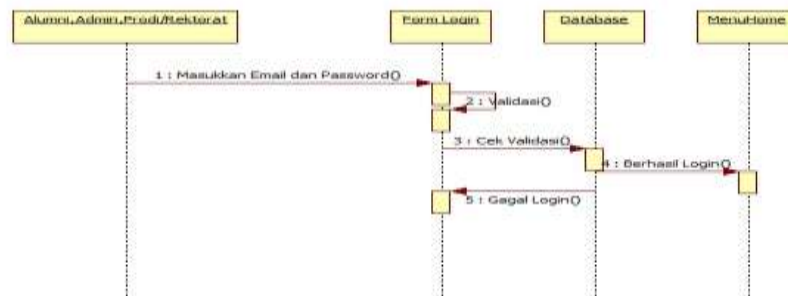 Alumni,Admin,Prodi/Rektorat
Form Login
Database
MenuHome
1 : Masukkan Email dan Password()
2 : Validasi()
3 : Cek Validasi()
4 : Berhasil Login()
5 : Gagal Login()